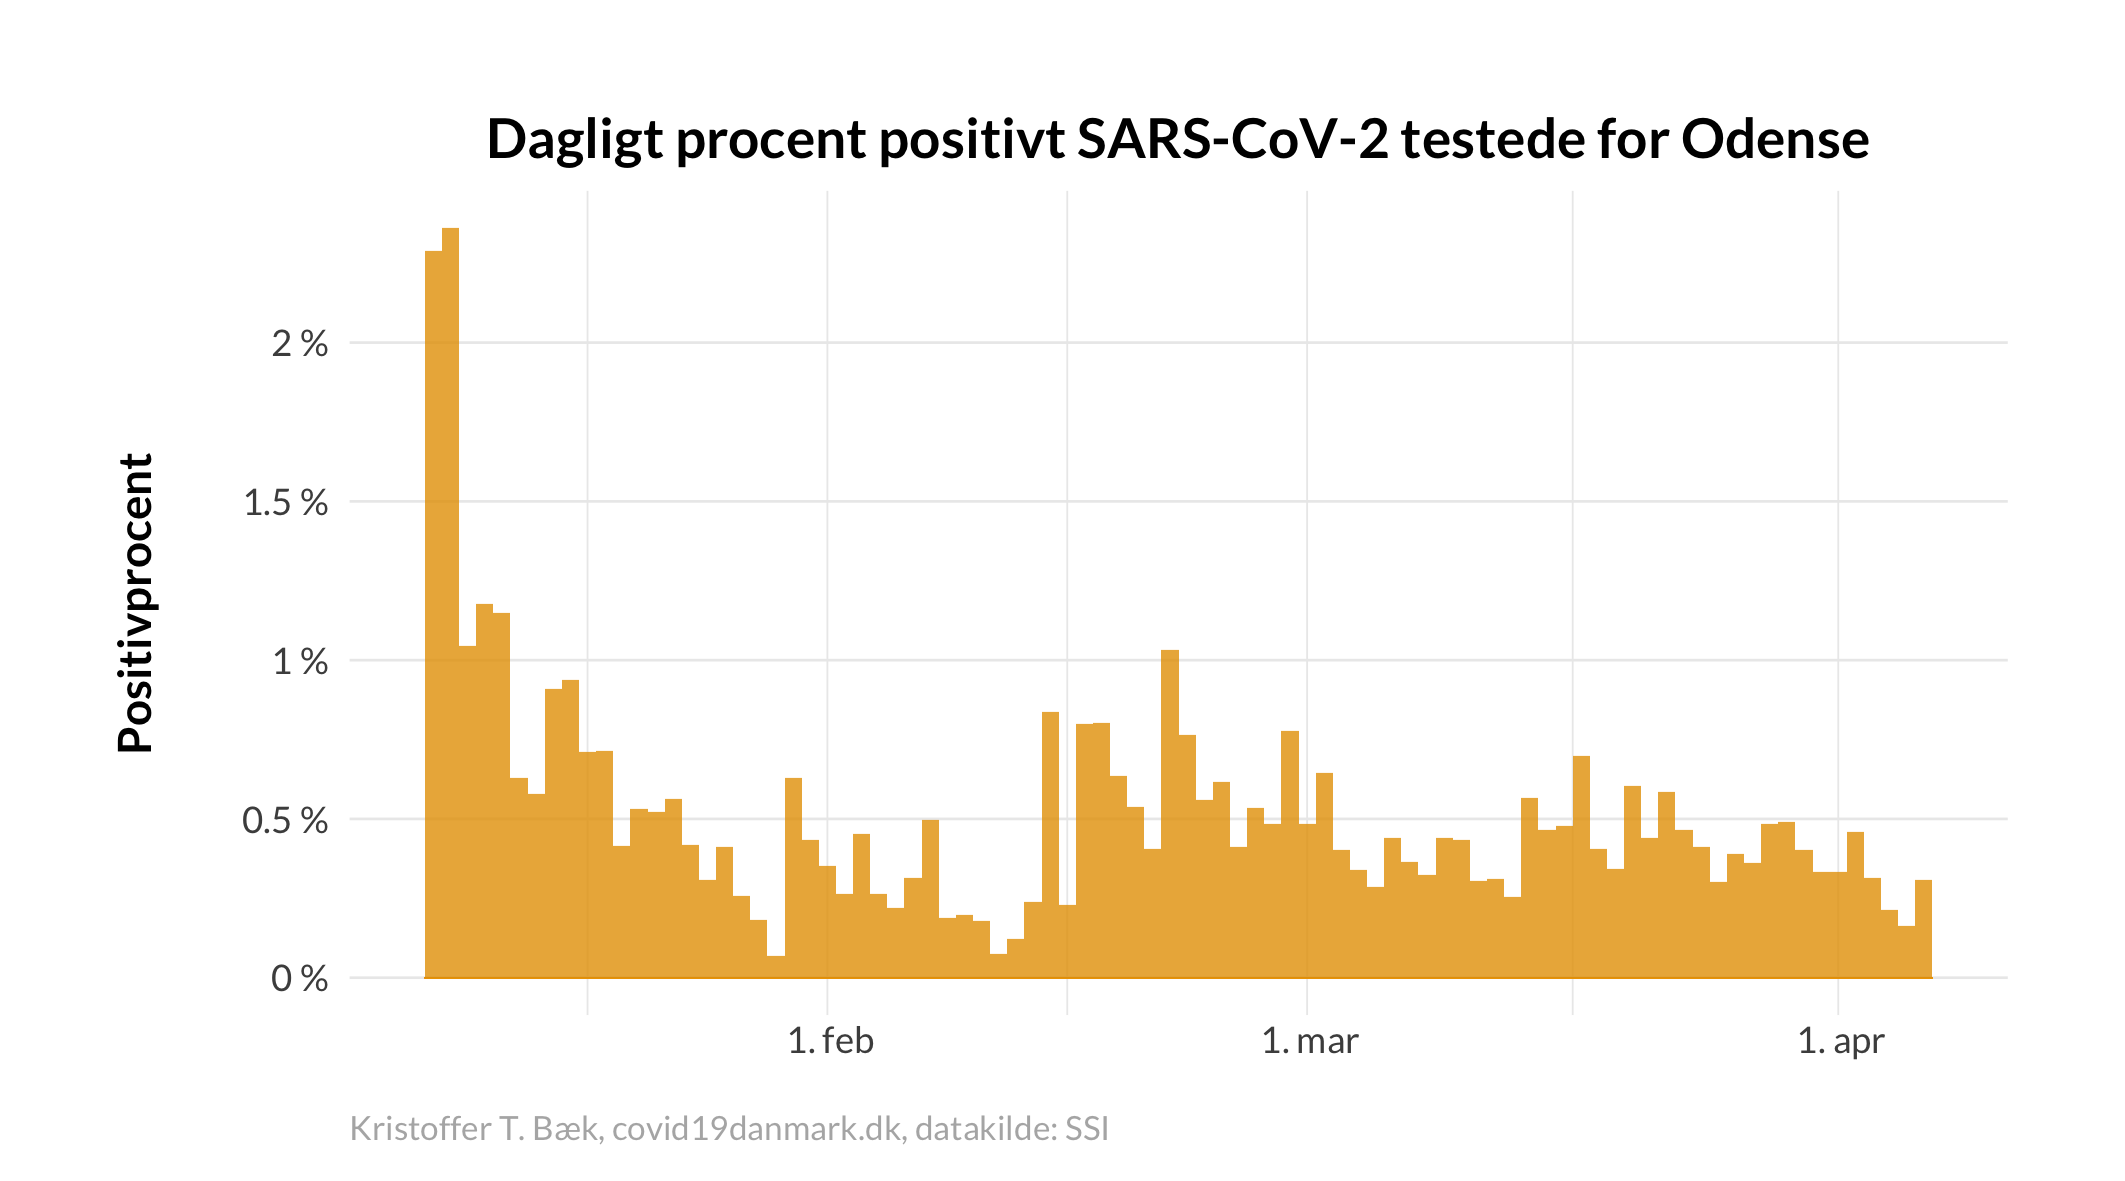 Dagligt procent positivt SARS-CoV-2 testede for Odense
Positivprocent
2 %
1.5 %
1 %
0.5 %
0 %
1. feb
1. mar
1. apr
Kristoffer T. Bæk, covid19danmark.dk, datakilde: SSI